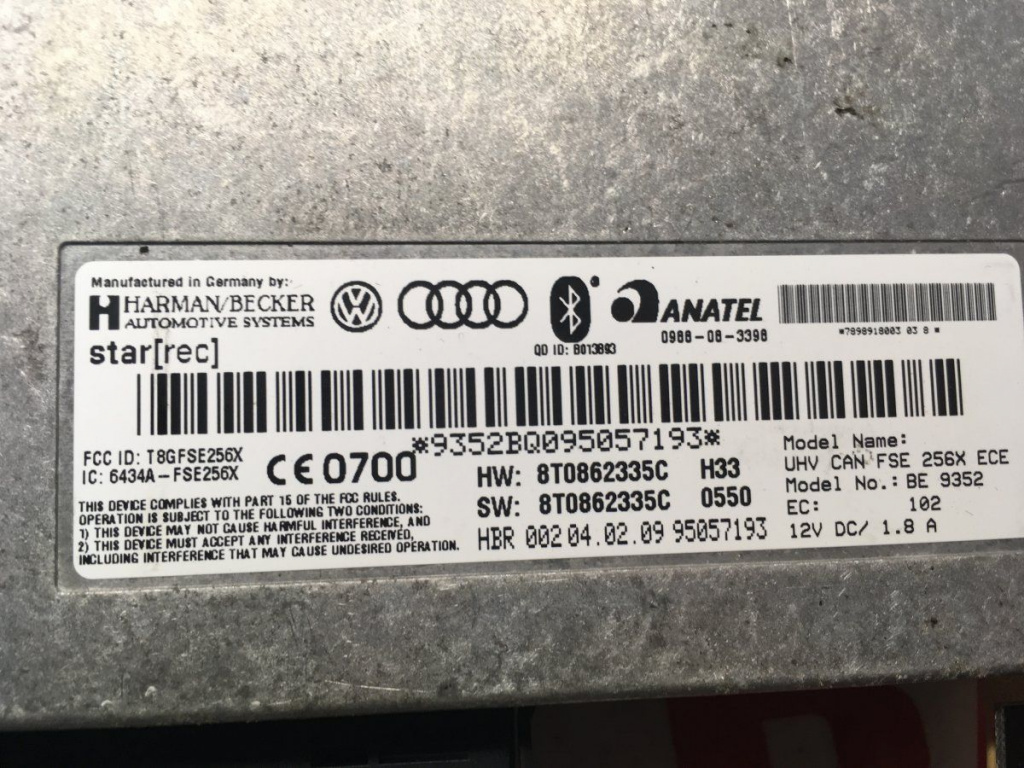 Manufactured in Germany by:
HARMAN/BECKER
AUTOMOTIVE SYSTEMS
star[rec]
QD ID: B013893
ANATEL
0988-08-3398
*7898918003 03 8 *
*9352BQ095057193*
FCC ID: T8GFSE256X
IC: 6434A-FSE256X
CE 0700
THIS DEVICE COMPLIES WITH PART 15 OF THE FCC RULES.
OPERATION IS SUBJECT TO THE FOLLOWING TWO CONDITIONS:
1) THIS DEVICE MAY NOT CAUSE HARMFUL INTERFERENCE, AND
2) THIS DEVICE MUST ACCEPT ANY INTERFERENCE RECEIVED,
INCLUDING INTERFERENCE THAT MAY CAUSE UNDESIRED OPERATION.
HW: 8T0862335C H33
SW: 8T0862335C 0550
HBR 002 04.02.09 95057193
Model Name:
UHV CAN FSE 256X ECE
Model No.: BE 9352
EC: 102
12V DC/ 1.8 A